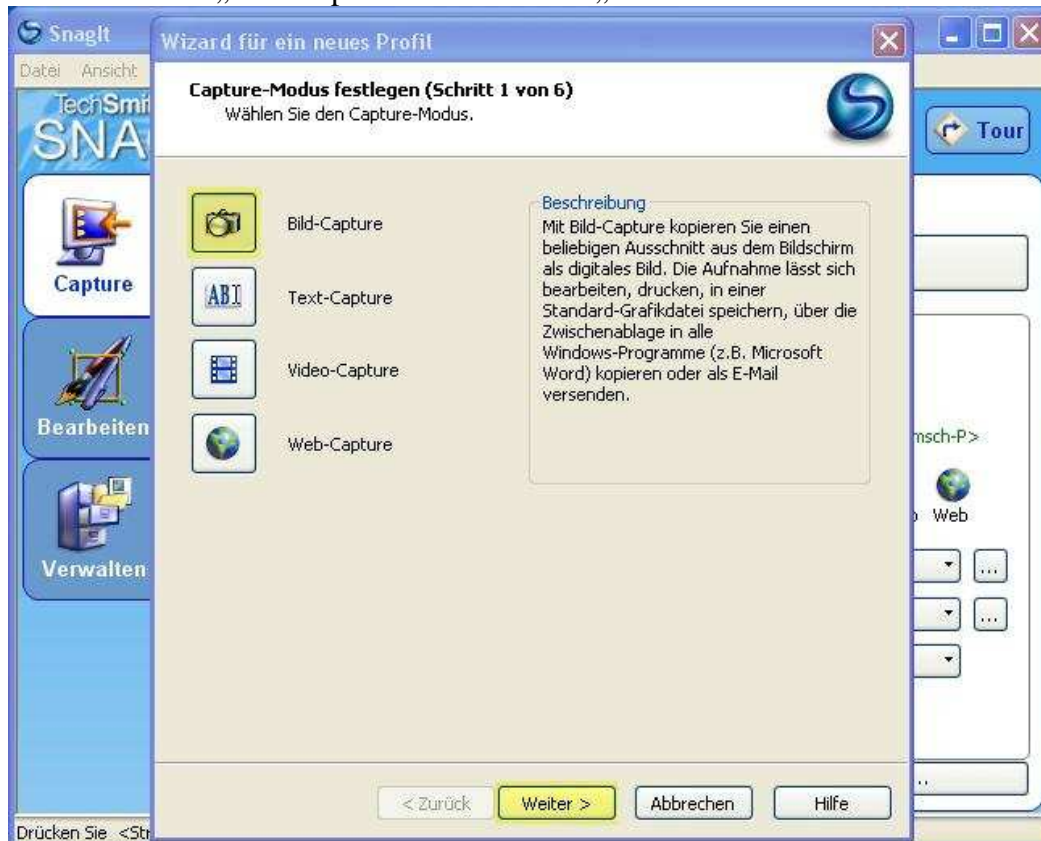 SnagIt
Wizard für ein neues Profil
Datei Ansicht
TechSmi
SNA
Capture-Modus festlegen (Schritt 1 von 6)
Wählen Sie den Capture-Modus.
Tour
Capture
Bearbeiten
Verwalten
Bild-Capture
Text-Capture
Video-Capture
Web-Capture
Beschreibung
Mit Bild-Capture kopieren Sie einen
beliebigen Ausschnitt aus dem Bildschirm
als digitales Bild. Die Aufnahme lässt sich
bearbeiten, drucken, in einer
Standard-Grafikdatei speichern, über die
Zwischenablage in alle
Windows-Programme (z.B. Microsoft
Word) kopieren oder als E-Mail
versenden.
msch-P>
Web
...
...
< Zurück
Weiter >
Abbrechen
Hilfe
Drücken Sie <Str